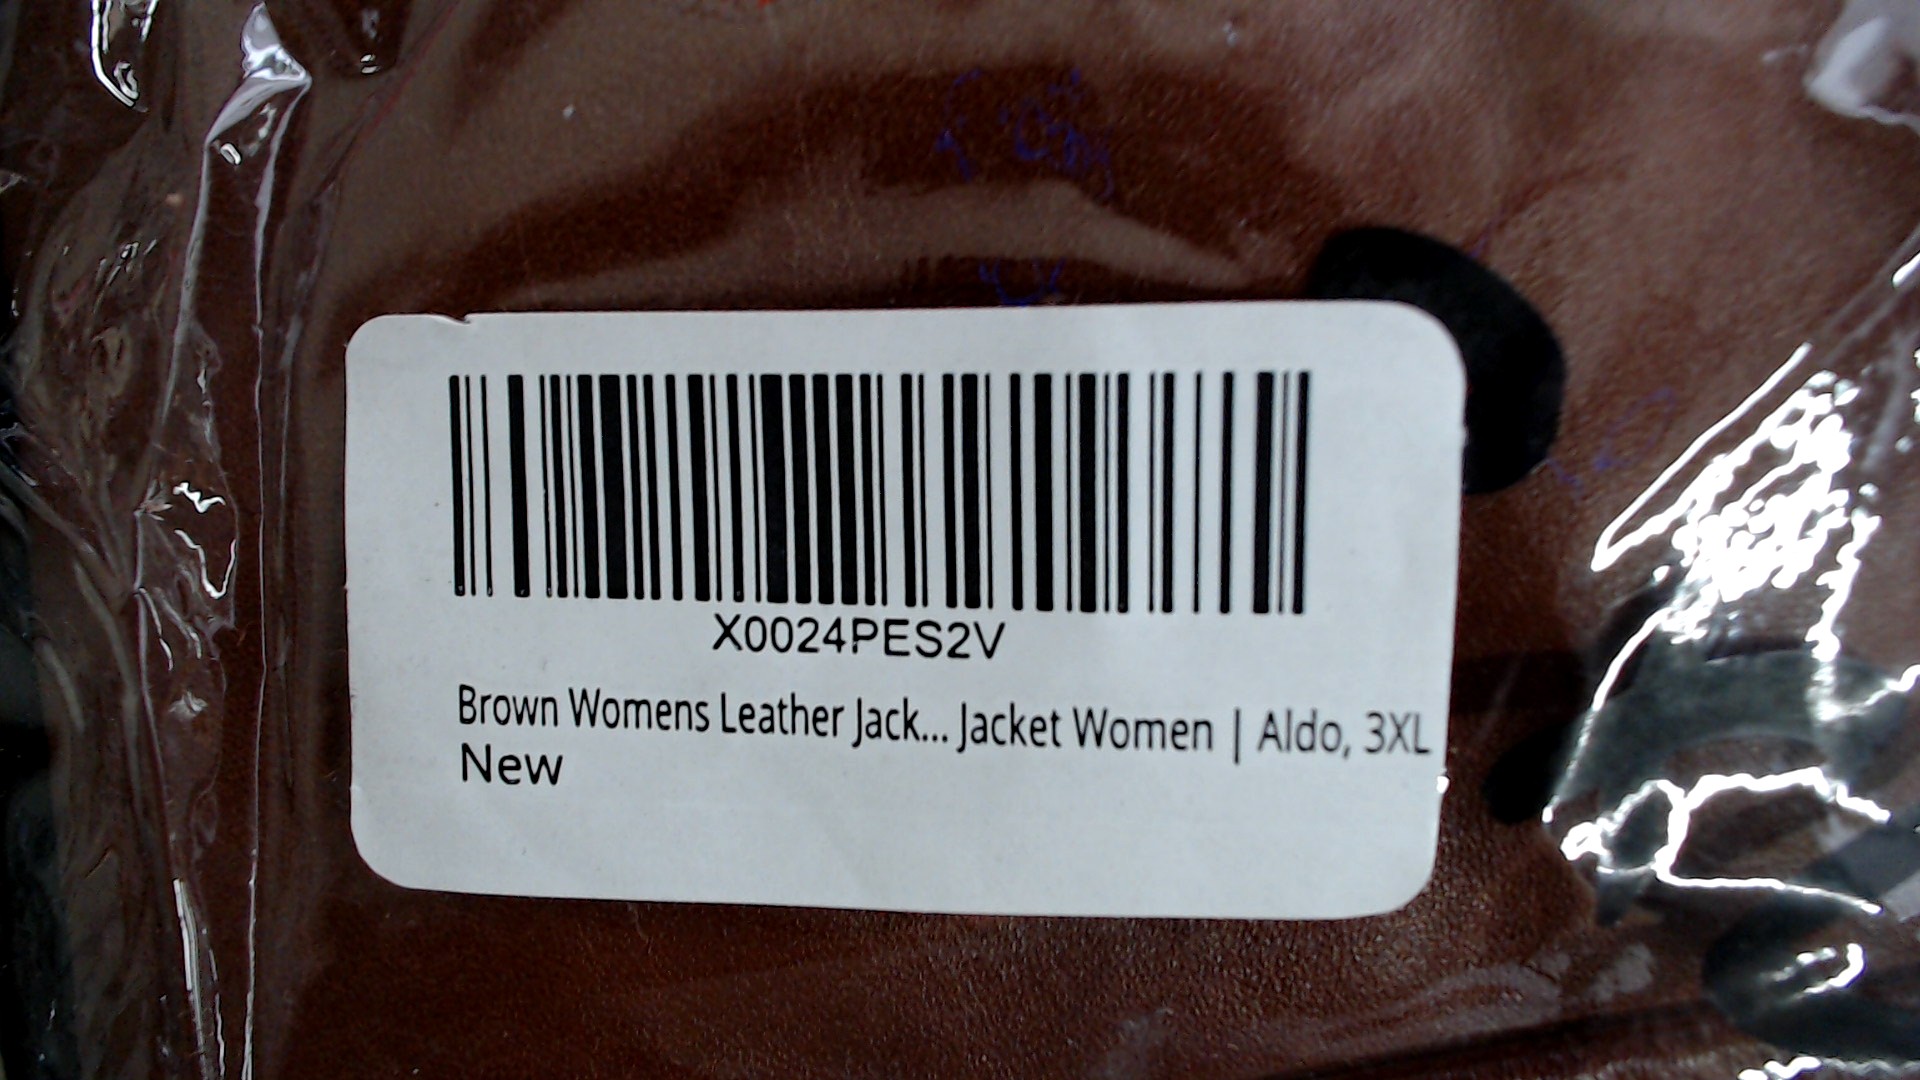 X0024PES2V
Brown Womens Leather Jack... Jacket Women | Aldo, 3XL
New